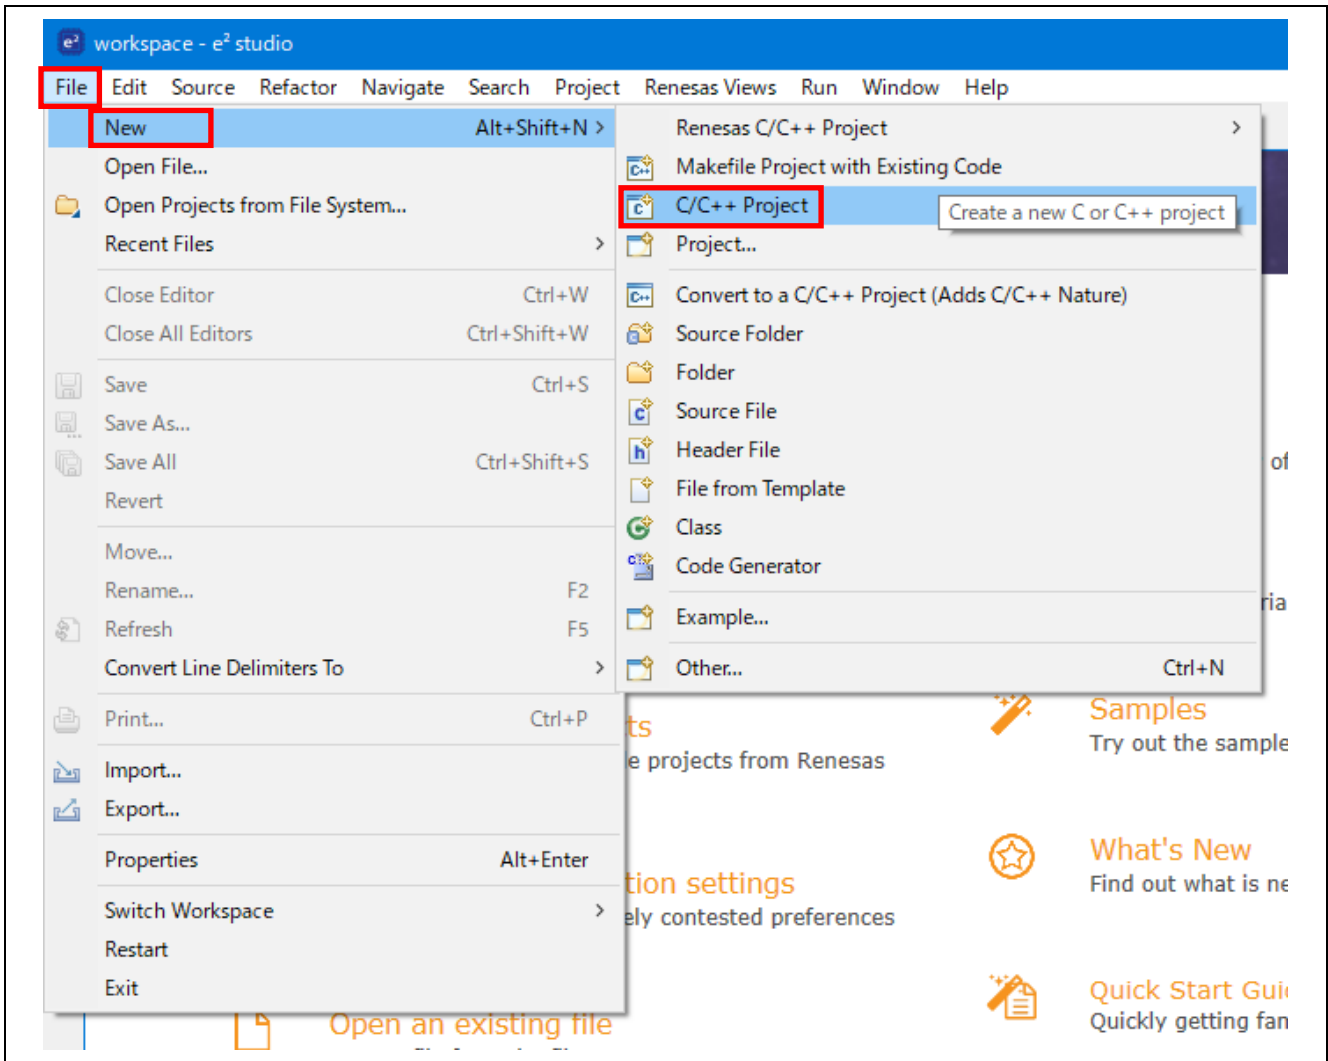 workspace - e² studio
File Edit Source Refactor Navigate Search Project Renesas Views Run Window Help
New Alt+Shift+N >
Open File...
Open Projects from File System...
Recent Files >
Close Editor Ctrl+W
Close All Editors Ctrl+Shift+W
Save Ctrl+S
Save As...
Save All Ctrl+Shift+S
Revert
Move...
Rename... F2
Refresh F5
Convert Line Delimiters To >
Print... Ctrl+P
Import...
Export...
Properties Alt+Enter
Switch Workspace >
Restart
Exit
Renesas C/C++ Project >
Makefile Project with Existing Code
C/C++ Project
Create a new C or C++ project
Project...
Convert to a C/C++ Project (Adds C/C++ Nature)
Source Folder
Folder
Source File
Header File
File from Template
Class
Code Generator
Example...
Other... Ctrl+N
of
ria
ts
e projects from Renesas
Samples
Try out the sample
tion settings
ely contested preferences
What's New
Find out what is ne
Open an existing file
Quick Start Gui
Quickly getting fan